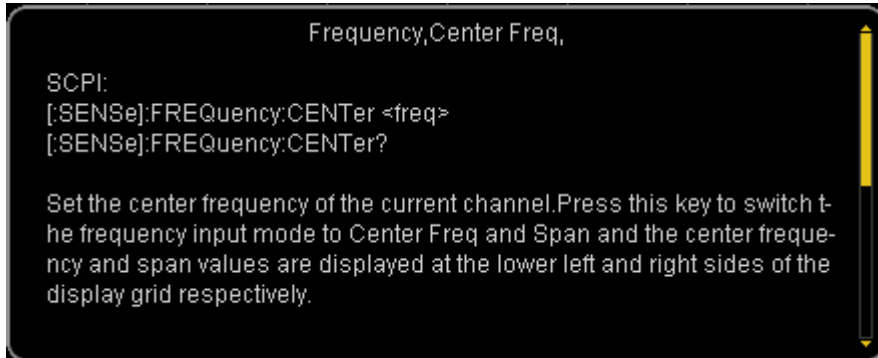 Frequency,Center Freq,
SCPI:
[:SENSe]:FREQuency:CENTer <freq>
[:SENSe]:FREQuency:CENTer?
Set the center frequency of the current channel.Press this key to switch t-
he frequency input mode to Center Freq and Span and the center freque-
ncy and span values are displayed at the lower left and right sides of the
display grid respectively.